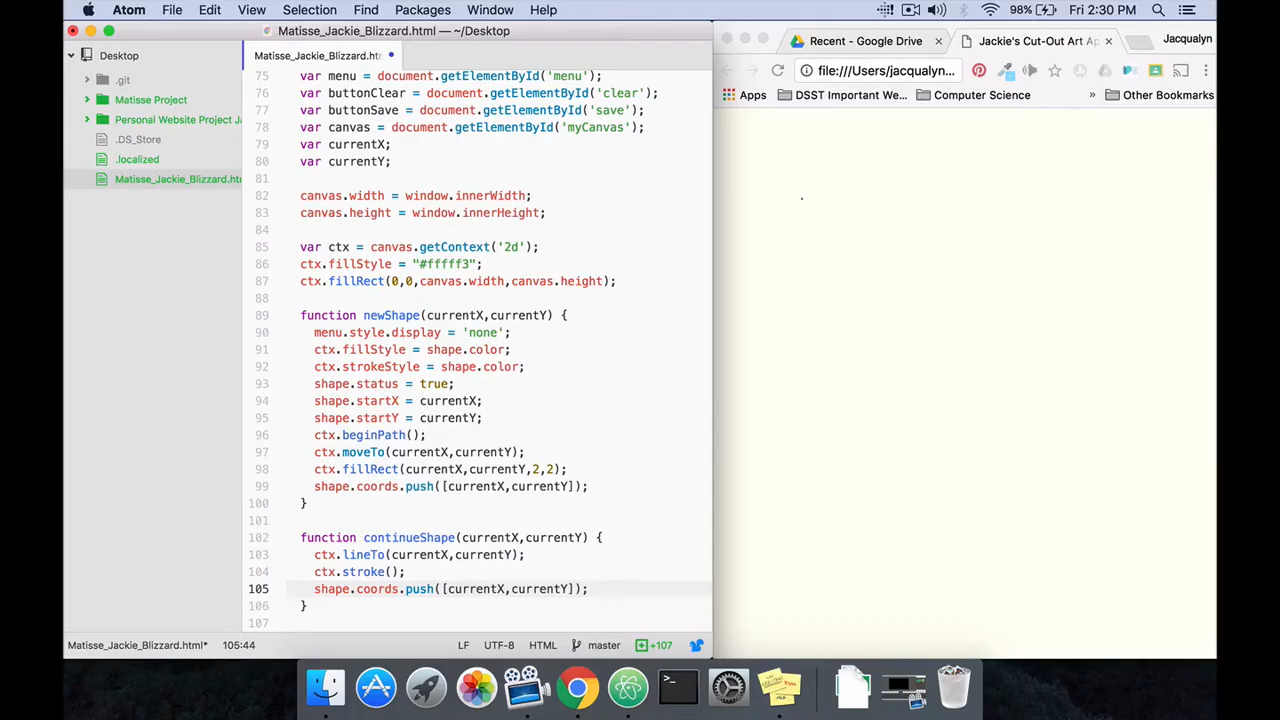 Atom File Edit View Selection Find Packages Window Help 98% Fri 2:30 PM
Matisse_Jackie_Blizzard.html — ~/Desktop
Recent - Google Drive Jackie's Cut-Out Art Ap Jacqualyn
Desktop Matisse_Jackie_Blizzard.ht
file:///Users/jacqualyn...
Apps DSST Important We... Computer Science » Other Bookmarks
.git
Matisse Project
Personal Website Project Ja
.DS_Store
.localized
Matisse_Jackie_Blizzard.htm
75 var menu = document.getElementById('menu');
76 var buttonClear = document.getElementById('clear');
77 var buttonSave = document.getElementById('save');
78 var canvas = document.getElementById('myCanvas');
79 var currentX;
80 var currentY;
81
82 canvas.width = window.innerWidth;
83 canvas.height = window.innerHeight;
84
85 var ctx = canvas.getContext('2d');
86 ctx.fillStyle = "#fffff3";
87 ctx.fillRect(0,0,canvas.width,canvas.height);
88
89 function newShape(currentX,currentY) {
90 menu.style.display = 'none';
91 ctx.fillStyle = shape.color;
92 ctx.strokeStyle = shape.color;
93 shape.status = true;
94 shape.startX = currentX;
95 shape.startY = currentY;
96 ctx.beginPath();
97 ctx.moveTo(currentX,currentY);
98 ctx.fillRect(currentX,currentY,2,2);
99 shape.coords.push([currentX,currentY]);
100 }
101
102 function continueShape(currentX,currentY) {
103 ctx.lineTo(currentX,currentY);
104 ctx.stroke();
105 shape.coords.push([currentX,currentY]);
106 }
107
Matisse_Jackie_Blizzard.html* 105:44 LF UTF-8 HTML master +107